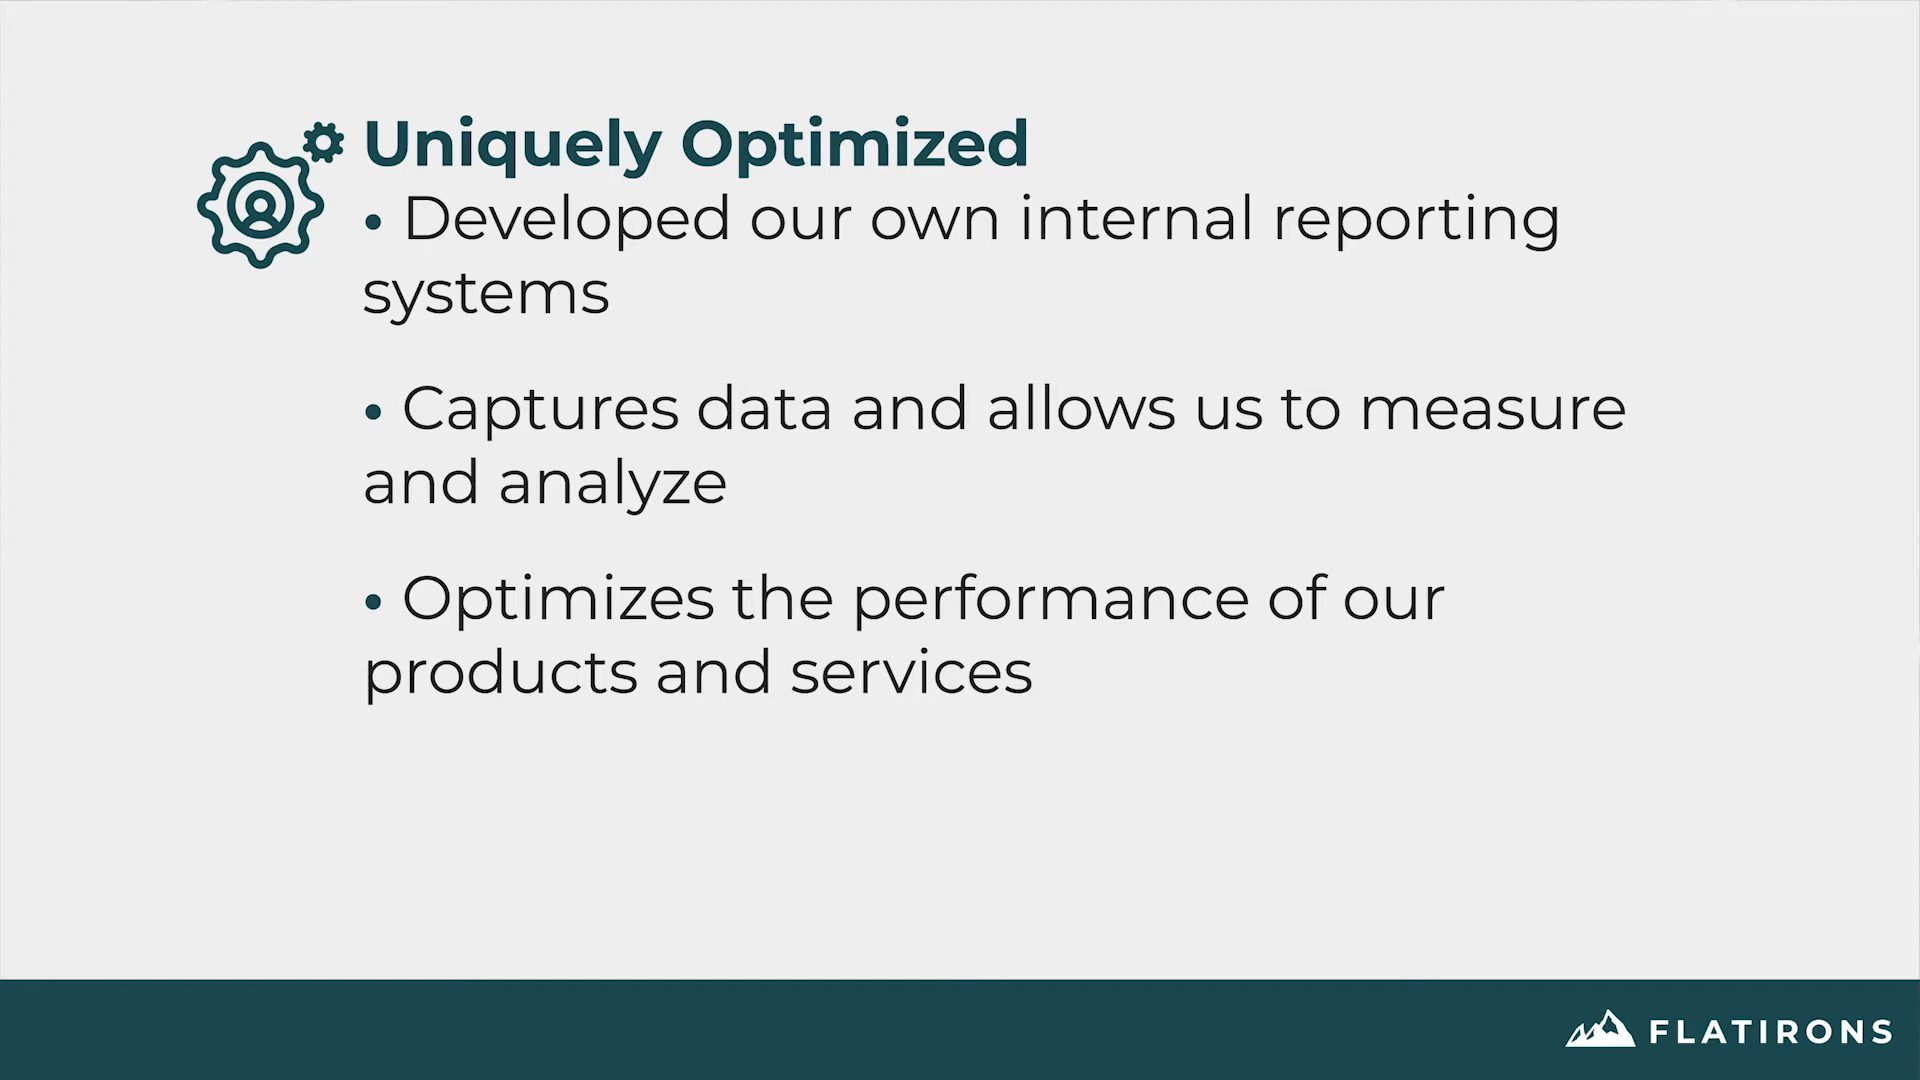 Uniquely Optimized
• Developed our own internal reporting
systems
• Captures data and allows us to measure
and analyze
• Optimizes the performance of our
products and services
FLATIRONS